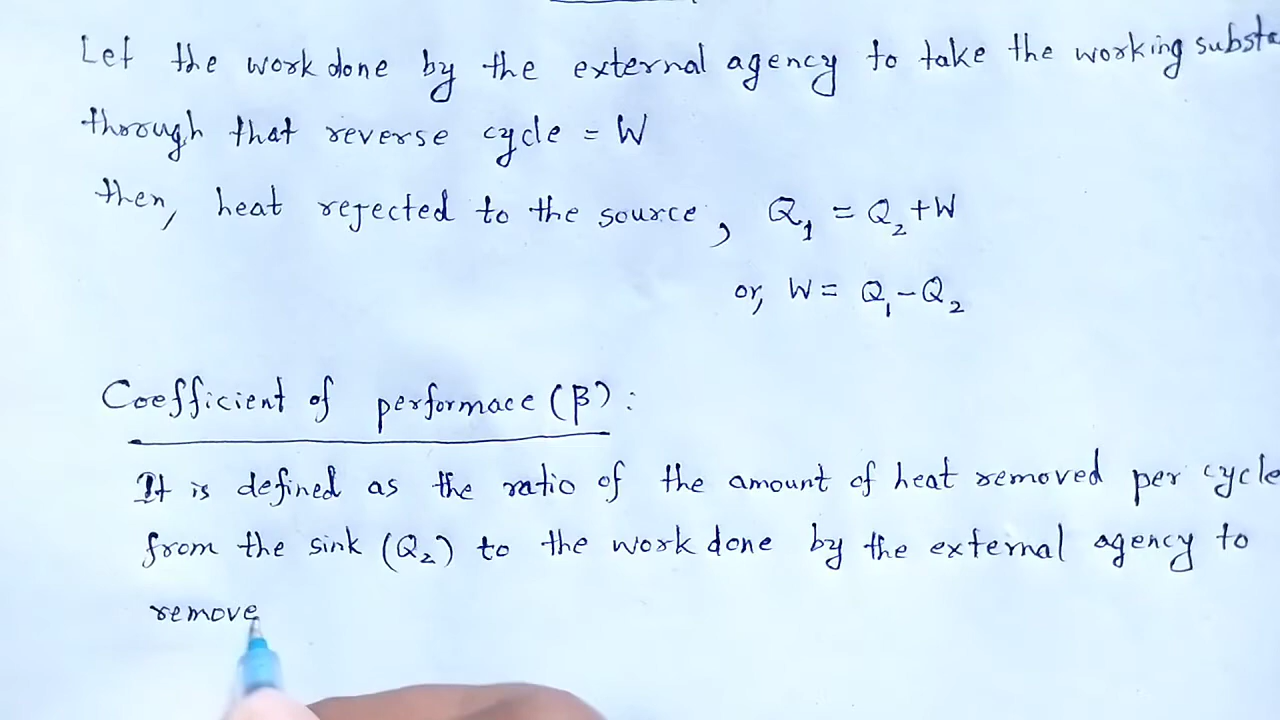 Let the work done by the external agency to take the working substa
through that reverse cycle = W
then, heat rejected to the source, Q₁ = Q₂+W
or, W = Q₁-Q₂
Coefficient of performace (β) :
It is defined as the ratio of the amount of heat removed per cycle
from the sink (Q₂) to the work done by the external agency to
remove